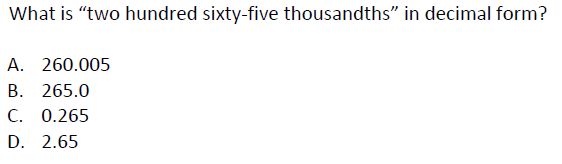 What is “two hundred sixty-five thousandths” in decimal form?
A. 260.005
B. 265.0
C. 0.265
D. 2.65